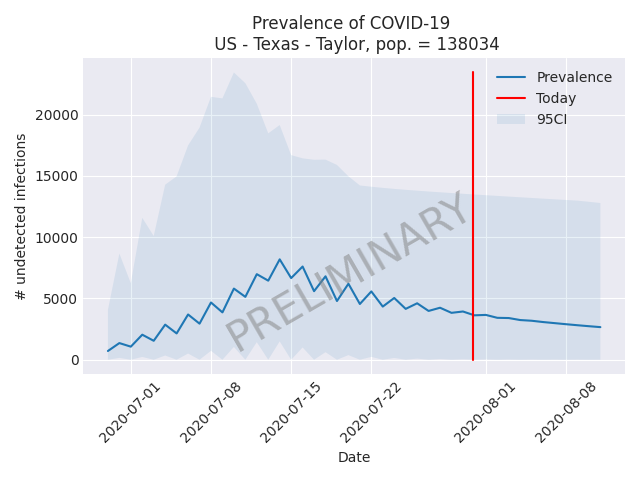 Prevalence of COVID-19
US - Texas - Taylor, pop. = 138034
# undetected infections
20000
15000
10000
5000
0
Prevalence
Today
95CI
PRELIMINARY
2020-07-01
2020-07-08
2020-07-15
2020-07-22
2020-08-01
2020-08-08
Date